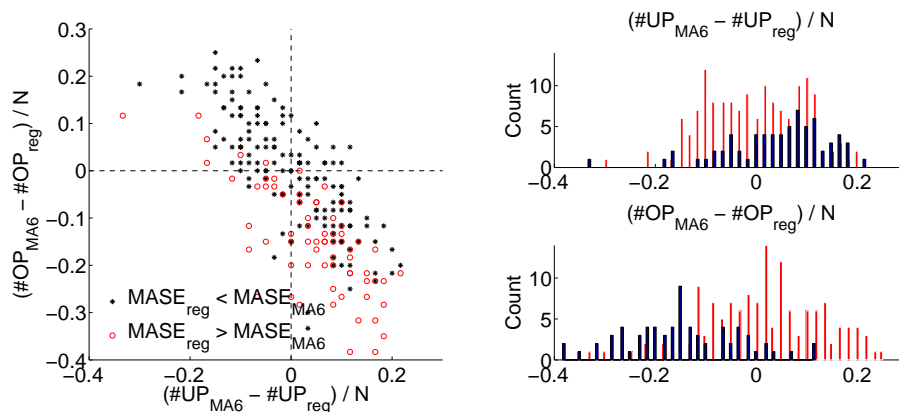 0.3
0.2
0.1
0
−0.1
−0.2
−0.3
−0.4
(#OP_MA6 − #OP_reg) / N
* MASE_reg < MASE_MA6
o MASE_reg > MASE_MA6
−0.4 −0.2 0 0.2
(#UP_MA6 − #UP_reg) / N
(#UP_MA6 − #UP_reg) / N
Count
10
5
0
−0.4 −0.2 0 0.2
(#OP_MA6 − #OP_reg) / N
Count
10
5
0
−0.4 −0.2 0 0.2